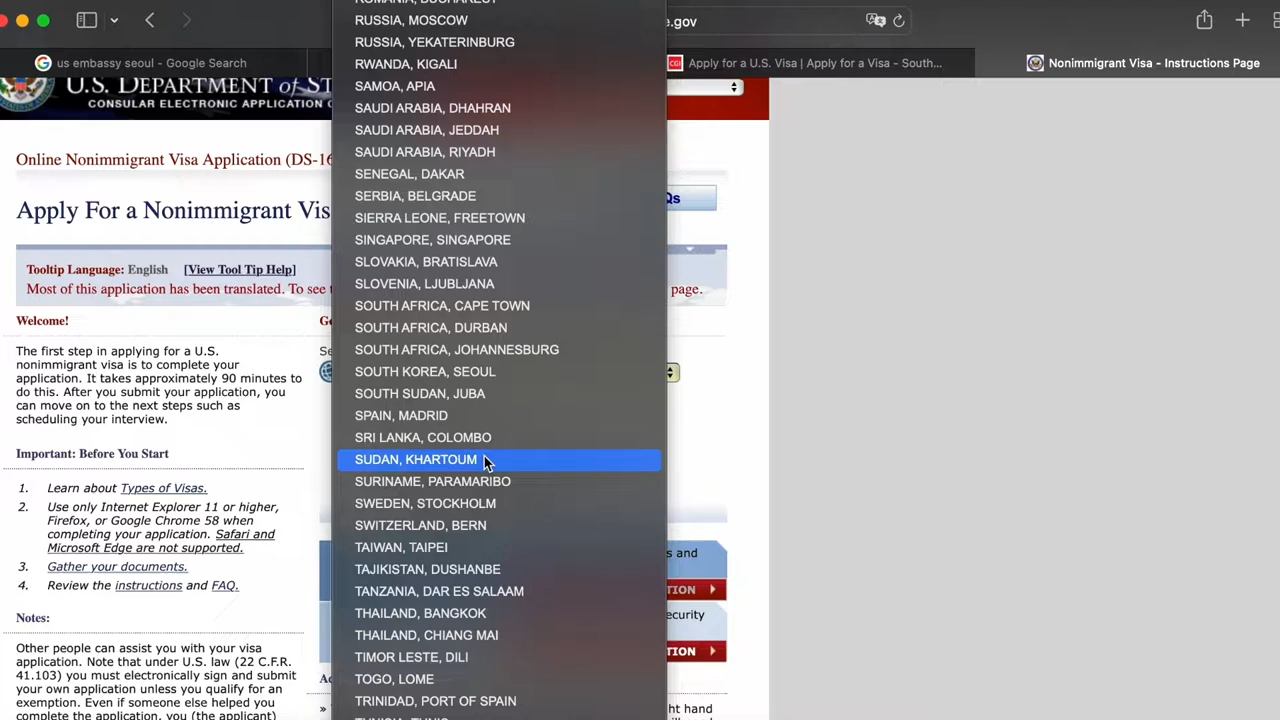 e.gov
us embassy seoul - Google Search
CGI
Apply for a U.S. Visa | Apply for a Visa - South...
Nonimmigrant Visa - Instructions Page
U.S. DEPARTMENT OF ST
CONSULAR ELECTRONIC APPLICATION
Online Nonimmigrant Visa Application (DS-16
Apply For a Nonimmigrant Vis
Qs
Tooltip Language: English [View Tool Tip Help]
Most of this application has been translated. To see
page.
Welcome!
The first step in applying for a U.S.
nonimmigrant visa is to complete your
application. It takes approximately 90 minutes to
do this. After you submit your application, you
can move on to the next steps such as
scheduling your interview.
Important: Before You Start
1. Learn about Types of Visas.
2. Use only Internet Explorer 11 or higher,
Firefox, or Google Chrome 58 when
completing your application. Safari and
Microsoft Edge are not supported.
3. Gather your documents.
4. Review the instructions and FAQ.
Notes:
Other people can assist you with your visa
application. Note that under U.S. law (22 C.F.R.
41.103) you must electronically sign and submit
your own application unless you qualify for an
exemption. Even if someone else helped you
complete the application, you (the applicant)
ROMANIA, BUCHAREST
RUSSIA, MOSCOW
RUSSIA, YEKATERINBURG
RWANDA, KIGALI
SAMOA, APIA
SAUDI ARABIA, DHAHRAN
SAUDI ARABIA, JEDDAH
SAUDI ARABIA, RIYADH
SENEGAL, DAKAR
SERBIA, BELGRADE
SIERRA LEONE, FREETOWN
SINGAPORE, SINGAPORE
SLOVAKIA, BRATISLAVA
SLOVENIA, LJUBLJANA
SOUTH AFRICA, CAPE TOWN
SOUTH AFRICA, DURBAN
SOUTH AFRICA, JOHANNESBURG
SOUTH KOREA, SEOUL
SOUTH SUDAN, JUBA
SPAIN, MADRID
SRI LANKA, COLOMBO
SUDAN, KHARTOUM
SURINAME, PARAMARIBO
SWEDEN, STOCKHOLM
SWITZERLAND, BERN
TAIWAN, TAIPEI
TAJIKISTAN, DUSHANBE
TANZANIA, DAR ES SALAAM
THAILAND, BANGKOK
THAILAND, CHIANG MAI
TIMOR LESTE, DILI
TOGO, LOME
TRINIDAD, PORT OF SPAIN
TUNISIA, TUNIS
s and
TION
ecurity
TION
ht hand